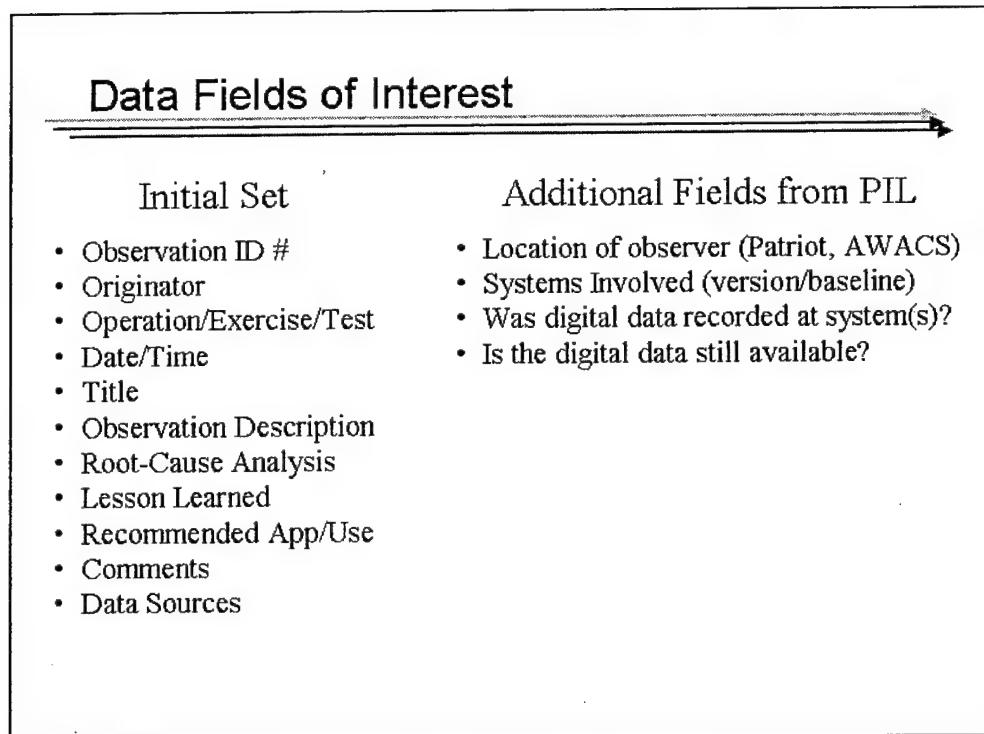 Data Fields of Interest
Initial Set
• Observation ID #
• Originator
• Operation/Exercise/Test
• Date/Time
• Title
• Observation Description
• Root-Cause Analysis
• Lesson Learned
• Recommended App/Use
• Comments
• Data Sources
Additional Fields from PIL
• Location of observer (Patriot, AWACS)
• Systems Involved (version/baseline)
• Was digital data recorded at system(s)?
• Is the digital data still available?